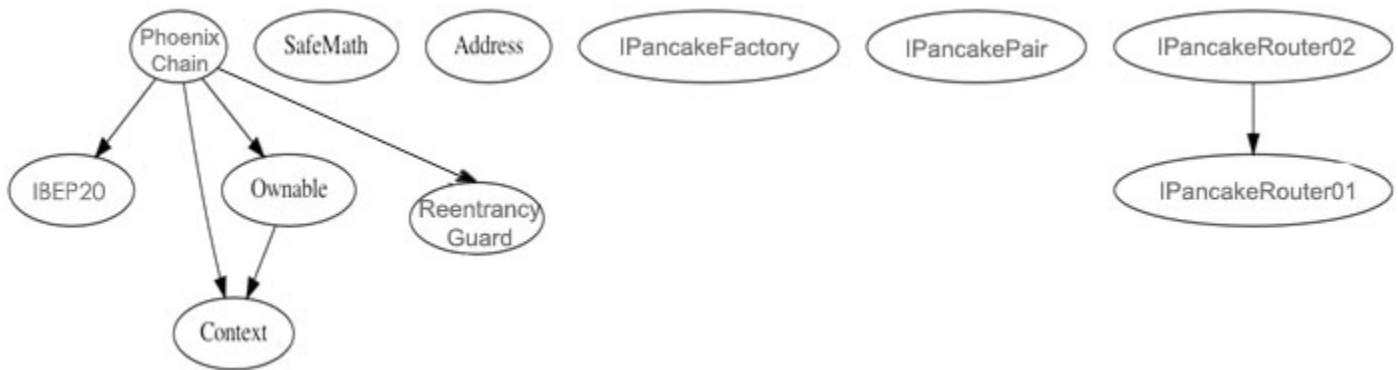 Phoenix
Chain
SafeMath
Address
IPancakeFactory
IPancakePair
IPancakeRouter02
IBEP20
Ownable
Reentrancy
Guard
IPancakeRouter01
Context